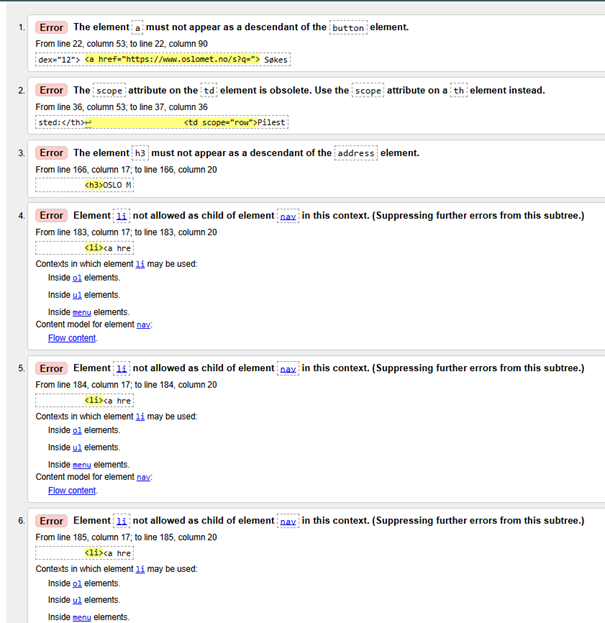 1. Error The element a must not appear as a descendant of the button element.
From line 22, column 53; to line 22, column 90
dex="12"> <a href="https://www.oslomet.no/s?q="> Søkes
2. Error The scope attribute on the td element is obsolete. Use the scope attribute on a th element instead.
From line 36, column 53; to line 37, column 36
sted:</th>↩ <td scope="row">Pilest
3. Error The element h3 must not appear as a descendant of the address element.
From line 166, column 17; to line 166, column 20
<h3>OSLO M
4. Error Element li not allowed as child of element nav in this context. (Suppressing further errors from this subtree.)
From line 183, column 17; to line 183, column 20
<li><a hre
Contexts in which element li may be used:
Inside ol elements.
Inside ul elements.
Inside menu elements.
Content model for element nav:
Flow content.
5. Error Element li not allowed as child of element nav in this context. (Suppressing further errors from this subtree.)
From line 184, column 17; to line 184, column 20
<li><a hre
Contexts in which element li may be used:
Inside ol elements.
Inside ul elements.
Inside menu elements.
Content model for element nav:
Flow content.
6. Error Element li not allowed as child of element nav in this context. (Suppressing further errors from this subtree.)
From line 185, column 17; to line 185, column 20
<li><a hre
Contexts in which element li may be used:
Inside ol elements.
Inside ul elements.
Inside menu elements.